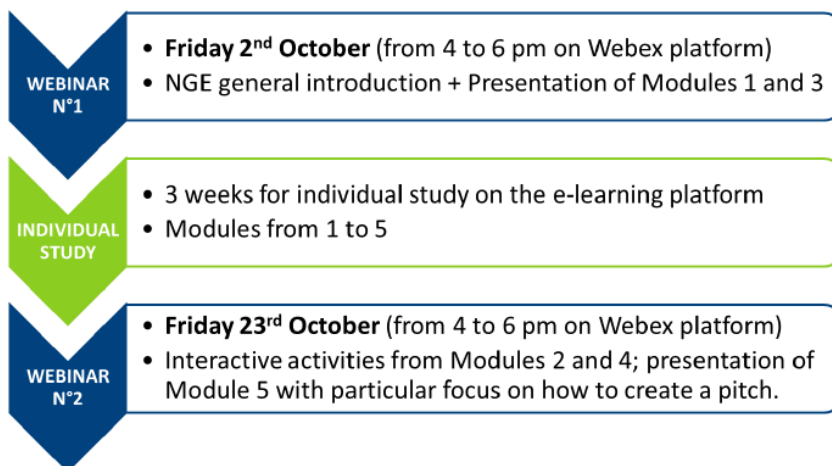 WEBINAR
N°1
• Friday 2nd October (from 4 to 6 pm on Webex platform)
• NGE general introduction + Presentation of Modules 1 and 3
INDIVIDUAL
STUDY
• 3 weeks for individual study on the e-learning platform
• Modules from 1 to 5
WEBINAR
N°2
• Friday 23rd October (from 4 to 6 pm on Webex platform)
• Interactive activities from Modules 2 and 4; presentation of
Module 5 with particular focus on how to create a pitch.